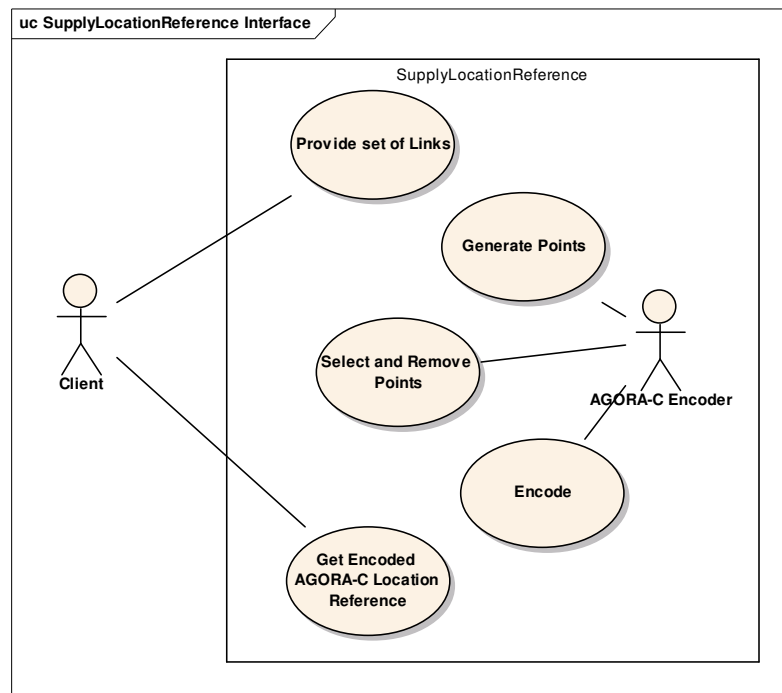 uc SupplyLocationReference Interface
SupplyLocationReference
Provide set of Links
Generate Points
Select and Remove
Points
Client
AGORA-C Encoder
Encode
Get Encoded
AGORA-C Location
Reference